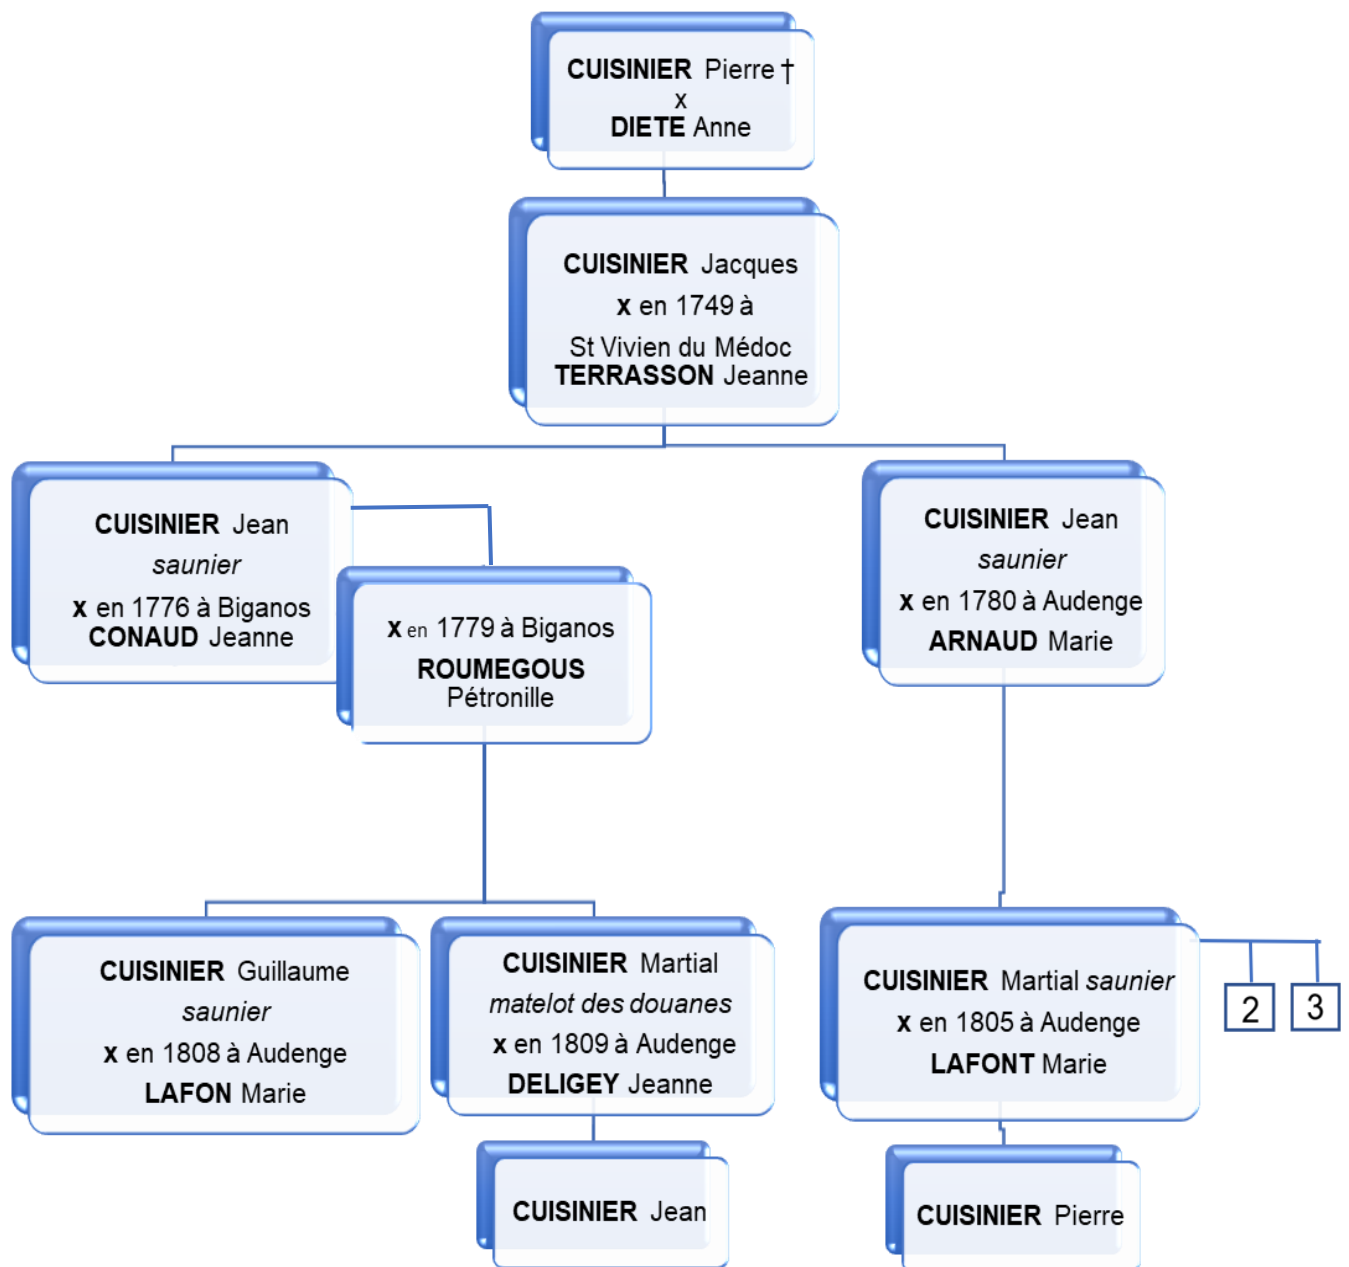 CUISINIER Pierre †
x
DIETE Anne
CUISINIER Jacques
x en 1749 à
St Vivien du Médoc
TERRASSON Jeanne
CUISINIER Jean
saunier
x en 1776 à Biganos
CONAUD Jeanne
x en 1779 à Biganos
ROUMEGOUS
Pétronille
CUISINIER Jean
saunier
x en 1780 à Audenge
ARNAUD Marie
CUISINIER Guillaume
saunier
x en 1808 à Audenge
LAFON Marie
CUISINIER Martial
matelot des douanes
x en 1809 à Audenge
DELIGEY Jeanne
CUISINIER Martial saunier
x en 1805 à Audenge
LAFONT Marie
2
3
CUISINIER Jean
CUISINIER Pierre